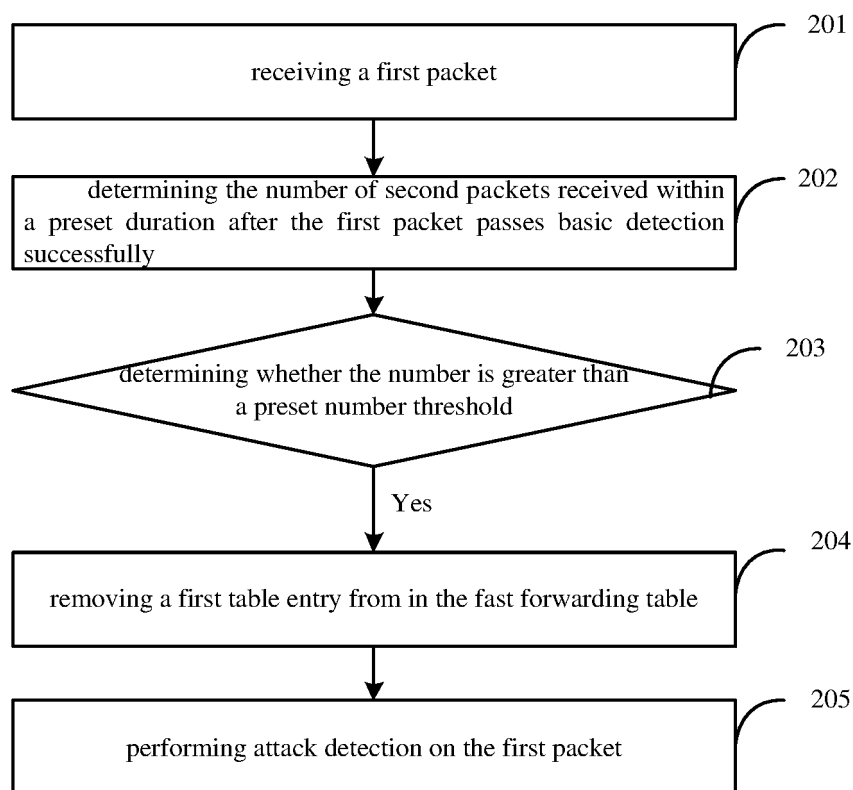 201
receiving a first packet
202
determining the number of second packets received within
a preset duration after the first packet passes basic detection
successfully
203
determining whether the number is greater than
a preset number threshold
Yes
204
removing a first table entry from in the fast forwarding table
205
performing attack detection on the first packet